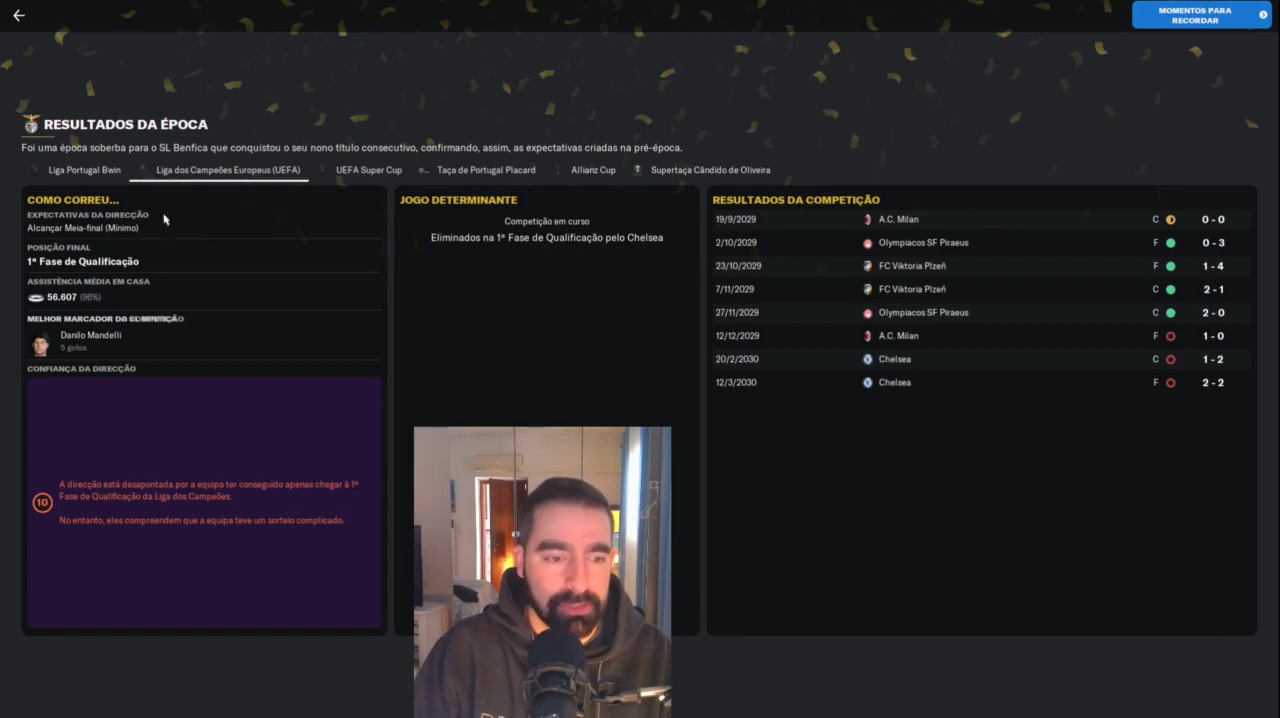 MOMENTOS PARA
RECORDAR
RESULTADOS DA ÉPOCA
Foi uma época soberba para o SL Benfica que conquistou o seu nono título consecutivo, confirmando, assim, as expectativas criadas na pré-época.
Liga Portugal Bwin
Liga dos Campeões Europeus (UEFA)
UEFA Super Cup
Taça de Portugal Placard
Allianz Cup
Supertaça Cândido de Oliveira
COMO CORREU...
EXPECTATIVAS DA DIRECÇÃO
Alcançar Meia-final (Mínimo)
POSIÇÃO FINAL
1ª Fase de Qualificação
ASSISTÊNCIA MÉDIA EM CASA
56.607 (96%)
MELHOR MARCADOR DO
Danilo Mandelli
5 golos
CONFIANÇA DA DIRECÇÃO
10
A direcção está desapontada por a equipa ter conseguido apenas chegar à 1ª
Fase de Qualificação da Liga dos Campeões.
No entanto, eles compreendem que a equipa teve um sorteio complicado.
JOGO DETERMINANTE
Competição em curso
Eliminados na 1ª Fase de Qualificação pelo Chelsea
RESULTADOS DA COMPETIÇÃO
19/9/2029 A.C. Milan C 0 - 0
2/10/2029 Olympiacos SF Piraeus F 0 - 3
23/10/2029 FC Viktoria Plzeň F 1 - 4
7/11/2029 FC Viktoria Plzeň C 2 - 1
27/11/2029 Olympiacos SF Piraeus C 2 - 0
12/12/2029 A.C. Milan F 1 - 0
20/2/2030 Chelsea C 1 - 2
12/3/2030 Chelsea F 2 - 2